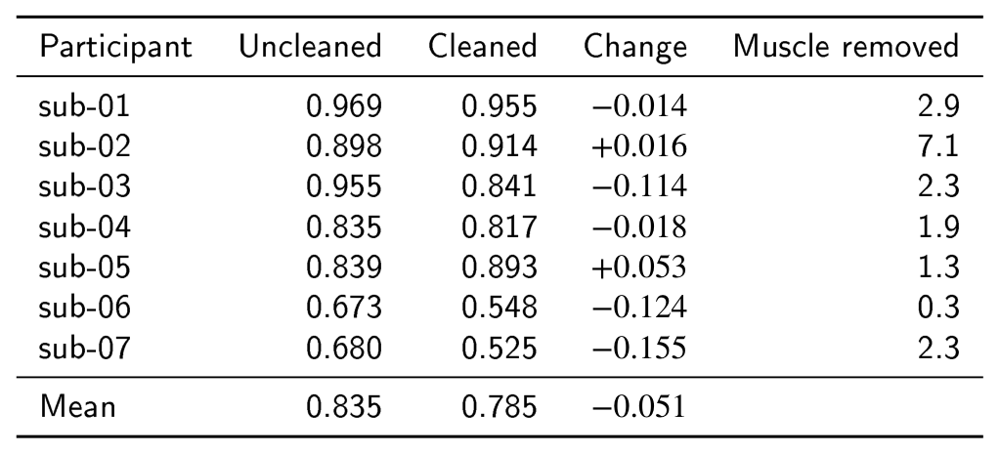 Participant Uncleaned Cleaned Change Muscle removed
sub-01 0.969 0.955 −0.014 2.9
sub-02 0.898 0.914 +0.016 7.1
sub-03 0.955 0.841 −0.114 2.3
sub-04 0.835 0.817 −0.018 1.9
sub-05 0.839 0.893 +0.053 1.3
sub-06 0.673 0.548 −0.124 0.3
sub-07 0.680 0.525 −0.155 2.3
Mean 0.835 0.785 −0.051